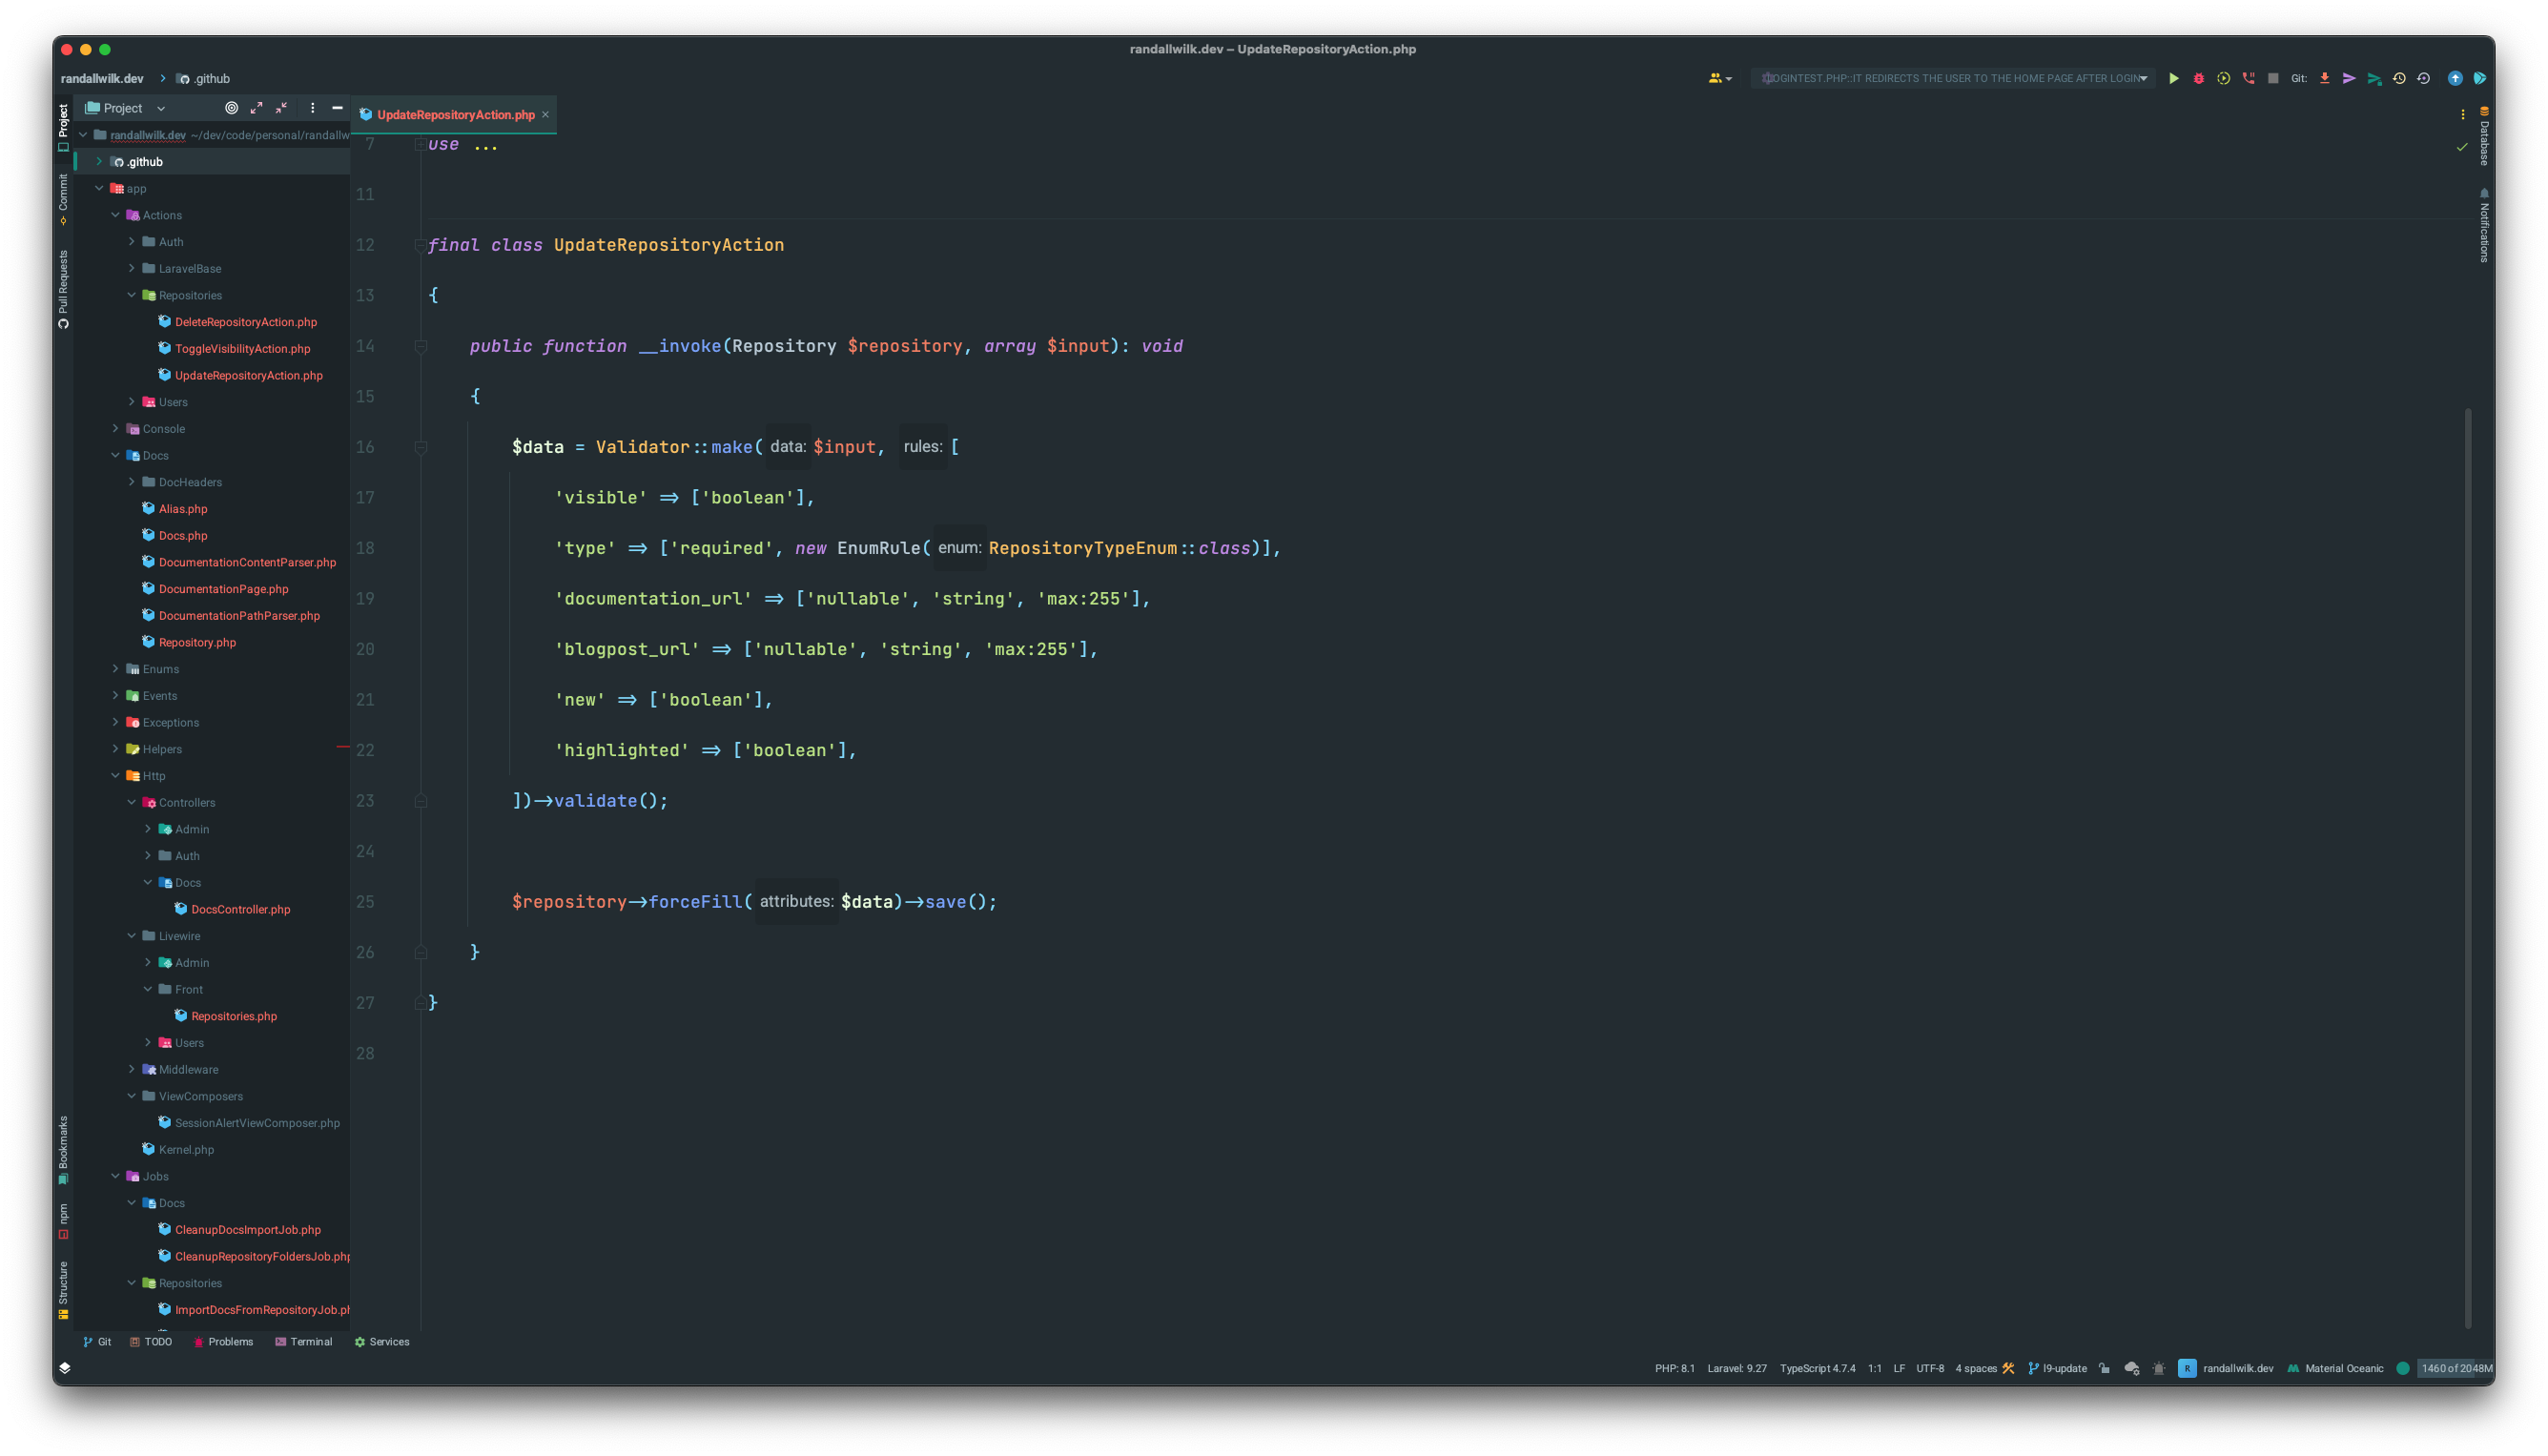 randallwilk.dev – UpdateRepositoryAction.php
randallwilk.dev
.github
OGINTEST.PHP::IT REDIRECTS THE USER TO THE HOME PAGE AFTER LOGIN
Git:
Project
UpdateRepositoryAction.php
Project
Commit
Pull Requests
Bookmarks
npm
Structure
Database
Notifications
randallwilk.dev ~/dev/code/personal/randallw
.github
app
Actions
Auth
LaravelBase
Repositories
DeleteRepositoryAction.php
ToggleVisibilityAction.php
UpdateRepositoryAction.php
Users
Console
Docs
DocHeaders
Alias.php
Docs.php
DocumentationContentParser.php
DocumentationPage.php
DocumentationPathParser.php
Repository.php
Enums
Events
Exceptions
Helpers
Http
Controllers
Admin
Auth
Docs
DocsController.php
Livewire
Admin
Front
Repositories.php
Users
Middleware
ViewComposers
SessionAlertViewComposer.php
Kernel.php
Jobs
Docs
CleanupDocsImportJob.php
CleanupRepositoryFoldersJob.php
Repositories
ImportDocsFromRepositoryJob.ph
7 use ...
11
12 final class UpdateRepositoryAction
13 {
14 public function __invoke(Repository $repository, array $input): void
15 {
16 $data = Validator::make( data: $input, rules: [
17 'visible' => ['boolean'],
18 'type' => ['required', new EnumRule( enum: RepositoryTypeEnum::class)],
19 'documentation_url' => ['nullable', 'string', 'max:255'],
20 'blogpost_url' => ['nullable', 'string', 'max:255'],
21 'new' => ['boolean'],
22 'highlighted' => ['boolean'],
23 ])->validate();
24
25 $repository->forceFill( attributes: $data)->save();
26 }
27 }
28
Git TODO Problems Terminal Services
PHP: 8.1 Laravel: 9.27 TypeScript 4.7.4 1:1 LF UTF-8 4 spaces l9-update R randallwilk.dev Material Oceanic 1460 of 2048M